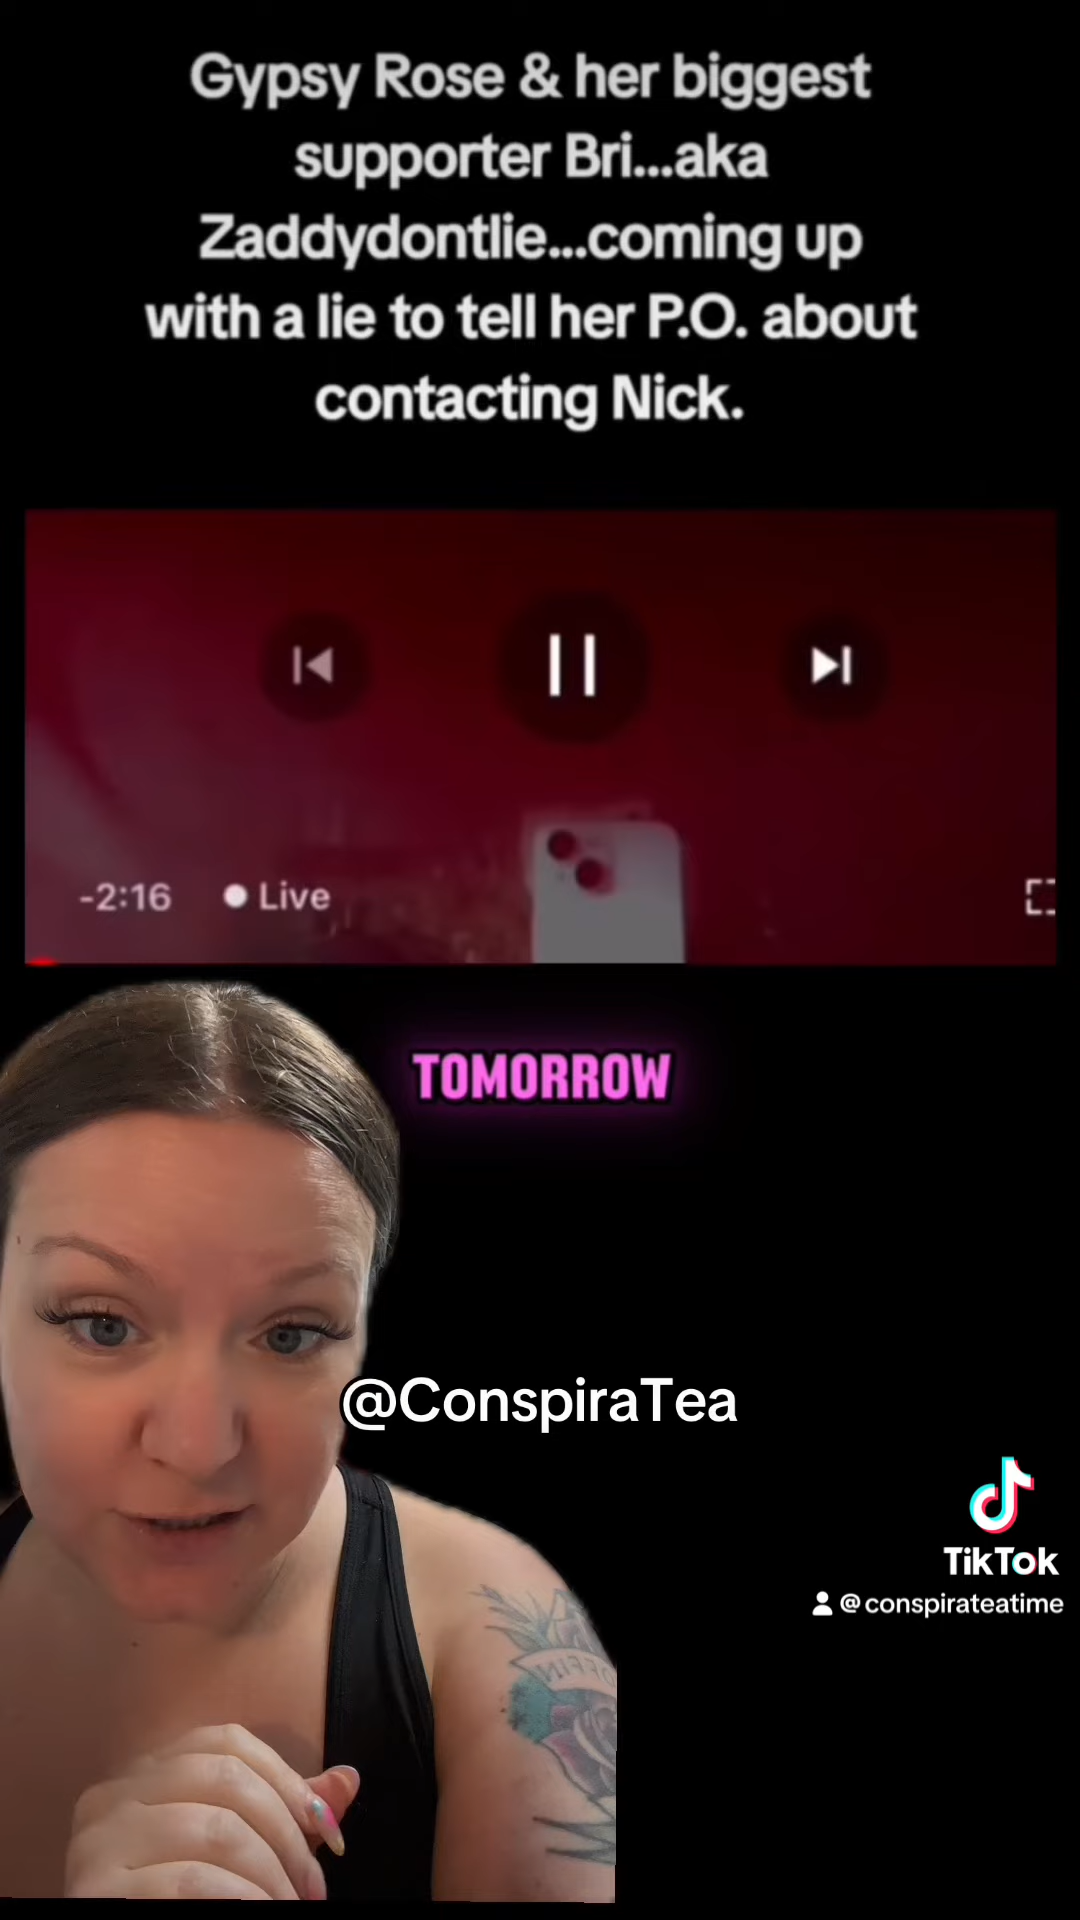 Gypsy Rose & her biggest
supporter Bri...aka
Zaddydontlie...coming up
with a lie to tell her P.O. about
contacting Nick.
-2:16 Live
TOMORROW
@ConspiraTea
TikTok
@conspirateatime